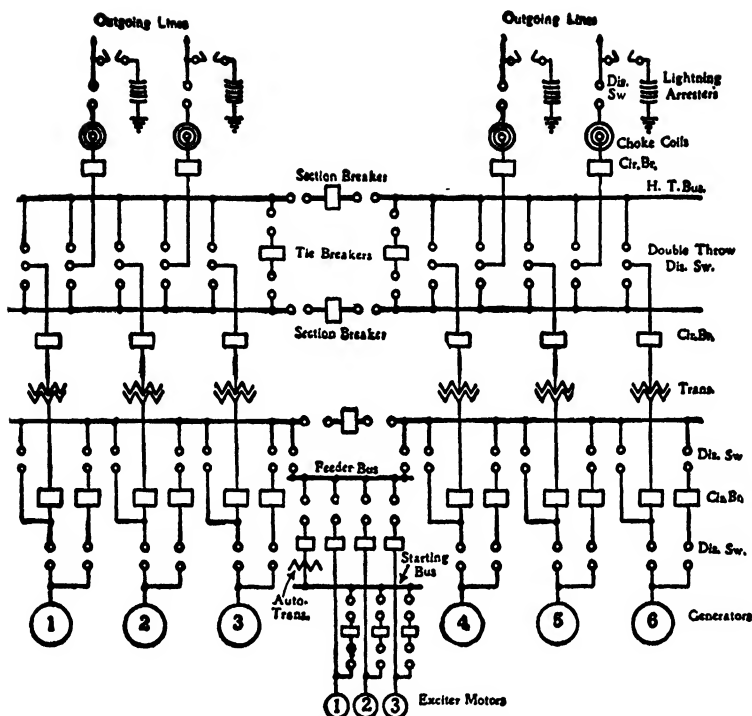 Outgoing Lines
Outgoing Lines
Dis.
Sw
Lightning
Arresters
Choke Coils
Cir. Br.
Section Breaker
H. T. Bus.
Tie Breakers
Double Throw
Dis. Sw.
Section Breaker
Cir. Br.
Trans.
Feeder Bus
Dis. Sw
Cir. Br.
Starting
Bus
Dis. Sw.
Auto-
Trans.
1
2
3
4
5
6
Generators
1
2
3
Exciter Motors